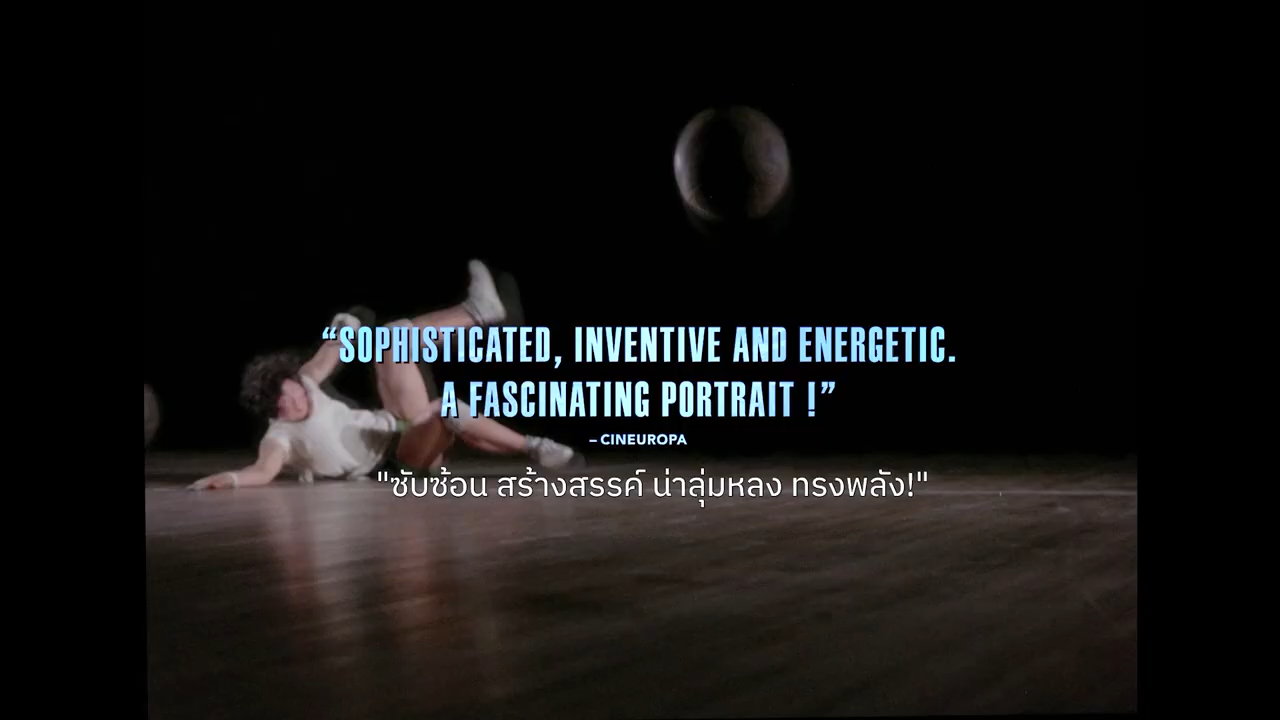 “SOPHISTICATED, INVENTIVE AND ENERGETIC.
A FASCINATING PORTRAIT !”
– CINEUROPA
"ซับซ้อน สร้างสรรค์ น่าลุ่มหลง ทรงพลัง!"